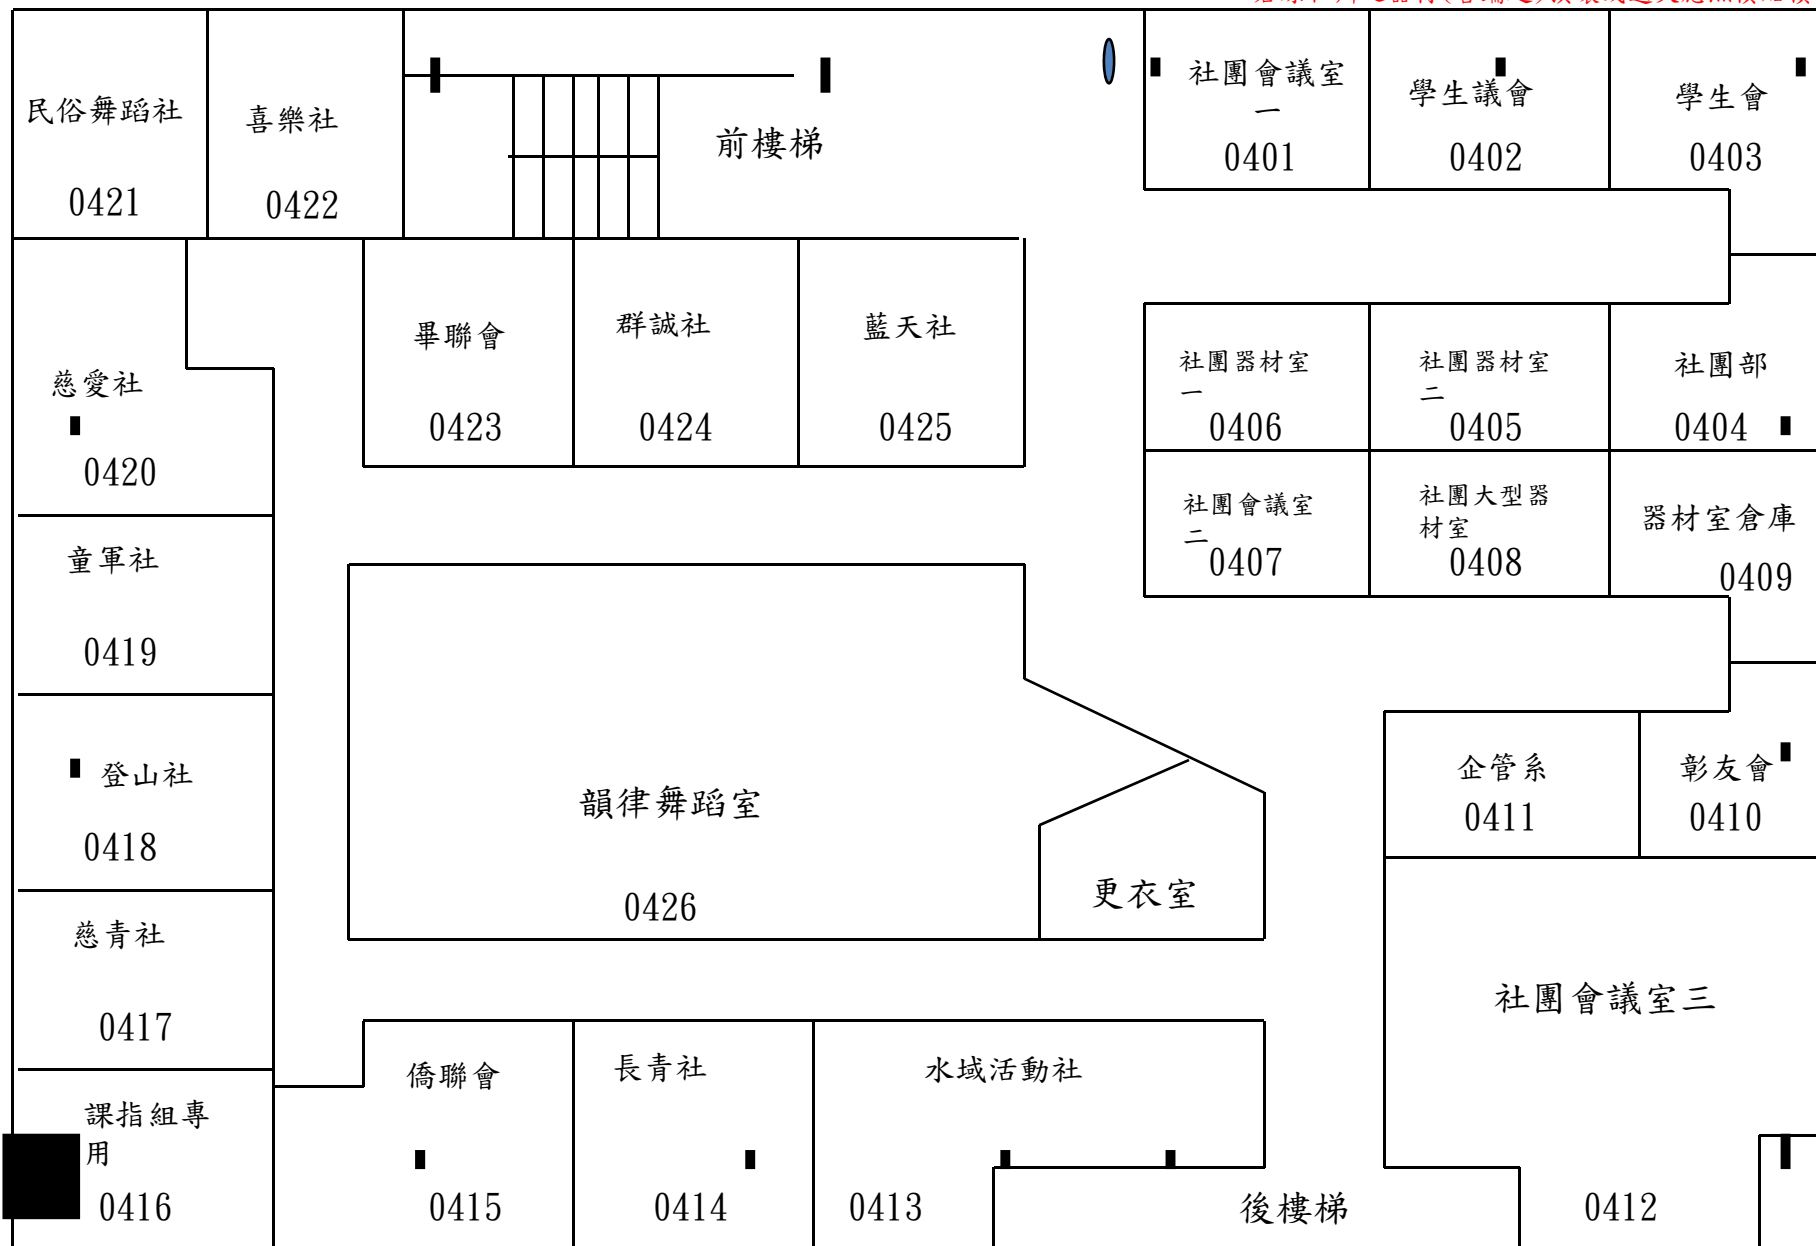 民俗舞蹈社
0421
喜樂社
0422
前樓梯
社團會議室
一
0401
學生議會
0402
學生會
0403
畢聯會
0423
群誠社
0424
藍天社
0425
社團器材室
一
0406
社團器材室
二
0405
社團部
0404
慈愛社
0420
社團會議室
二
0407
社團大型器
材室
0408
器材室倉庫
0409
童軍社
0419
登山社
0418
韻律舞蹈室
0426
更衣室
企管系
0411
彰友會
0410
慈青社
0417
社團會議室三
0412
課指組專
用
0416
僑聯會
0415
長青社
0414
水域活動社
0413
後樓梯